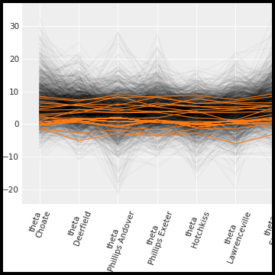 30
20
10
0
−10
−20
theta
Choate
theta
Deerfield
theta
Phillips Andover
theta
Phillips Exeter
theta
Hotchkiss
theta
Lawrenceville
theta